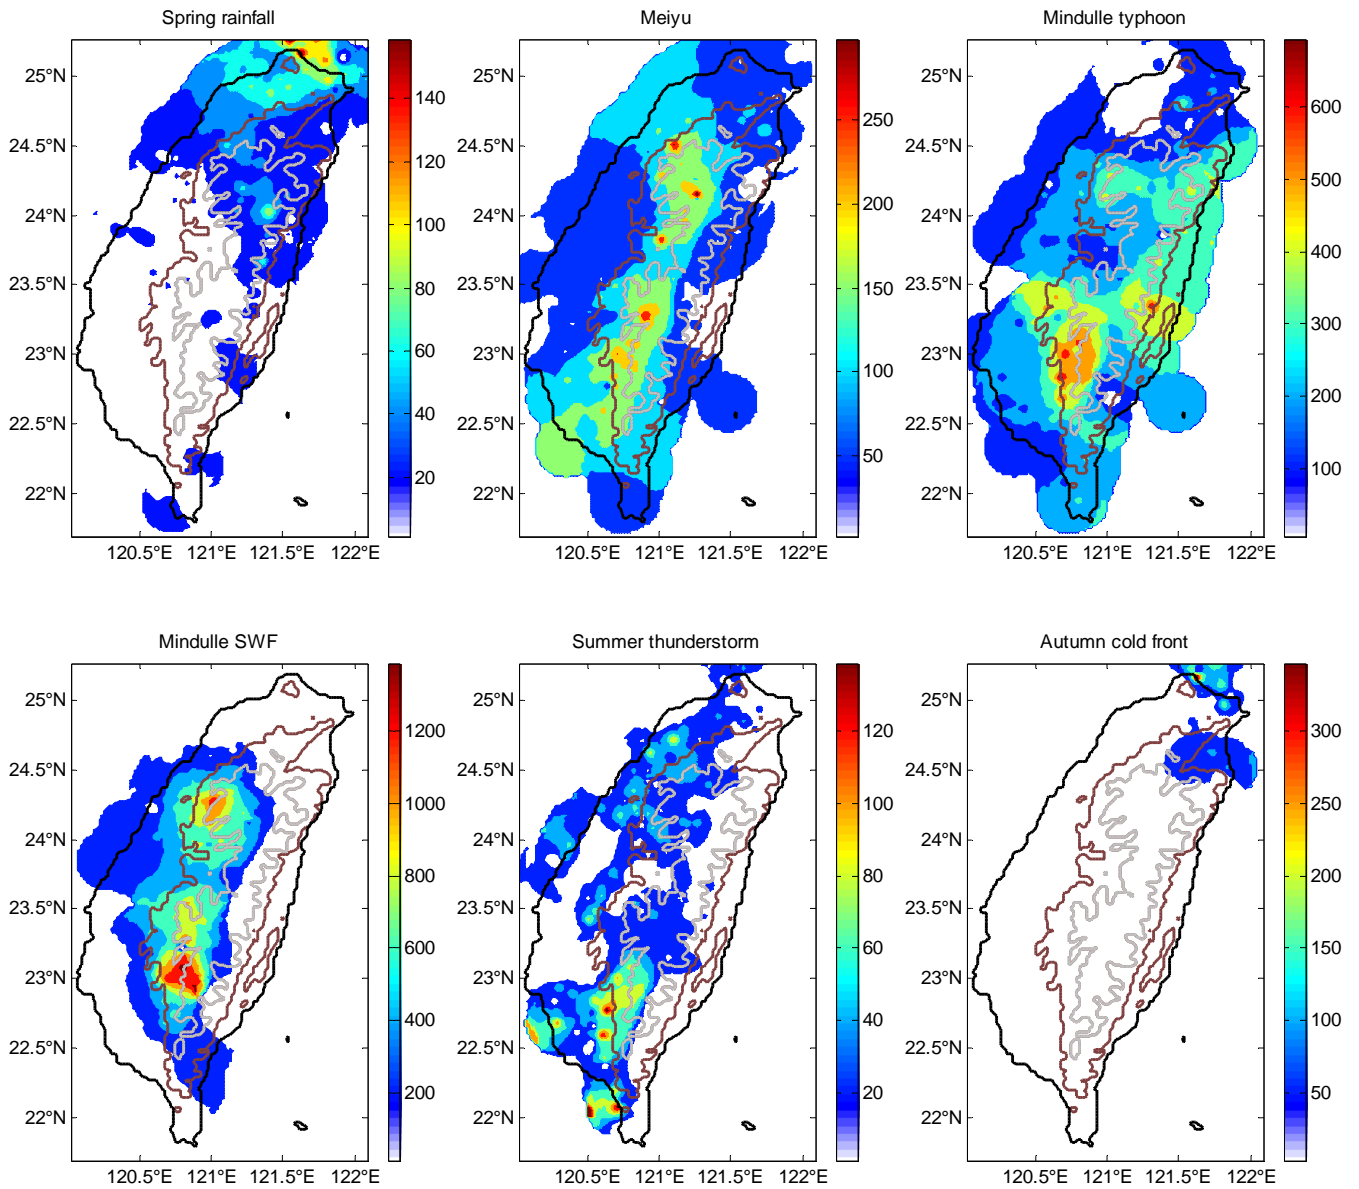 Spring rainfall
Meiyu
Mindulle typhoon
25°N
24.5°N
24°N
23.5°N
23°N
22.5°N
22°N
120.5°E 121°E 121.5°E 122°E
140
120
100
80
60
40
20
25°N
24.5°N
24°N
23.5°N
23°N
22.5°N
22°N
120.5°E 121°E 121.5°E 122°E
250
200
150
100
50
25°N
24.5°N
24°N
23.5°N
23°N
22.5°N
22°N
120.5°E 121°E 121.5°E 122°E
600
500
400
300
200
100
Mindulle SWF
Summer thunderstorm
Autumn cold front
25°N
24.5°N
24°N
23.5°N
23°N
22.5°N
22°N
120.5°E 121°E 121.5°E 122°E
1200
1000
800
600
400
200
25°N
24.5°N
24°N
23.5°N
23°N
22.5°N
22°N
120.5°E 121°E 121.5°E 122°E
120
100
80
60
40
20
25°N
24.5°N
24°N
23.5°N
23°N
22.5°N
22°N
120.5°E 121°E 121.5°E 122°E
300
250
200
150
100
50